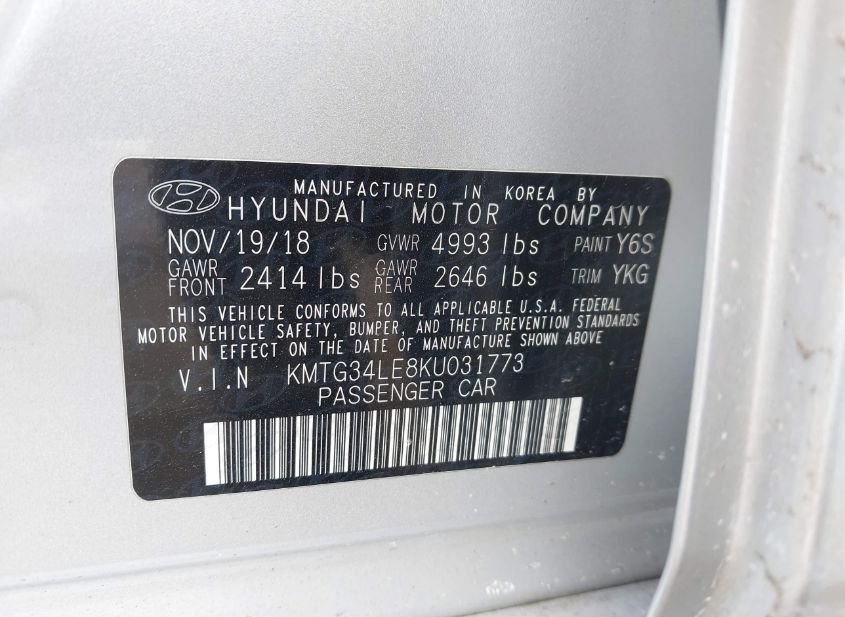 MANUFACTURED IN KOREA BY
HYUNDAI MOTOR COMPANY
NOV/19/18 GVWR 4993 lbs PAINT Y6S
GAWR FRONT 2414 lbs GAWR REAR 2646 lbs TRIM YKG
THIS VEHICLE CONFORMS TO ALL APPLICABLE U.S.A. FEDERAL
MOTOR VEHICLE SAFETY, BUMPER, AND THEFT PREVENTION STANDARDS
IN EFFECT ON THE DATE OF MANUFACTURE SHOWN ABOVE.
V.I.N KMTG34LE8KU031773
PASSENGER CAR